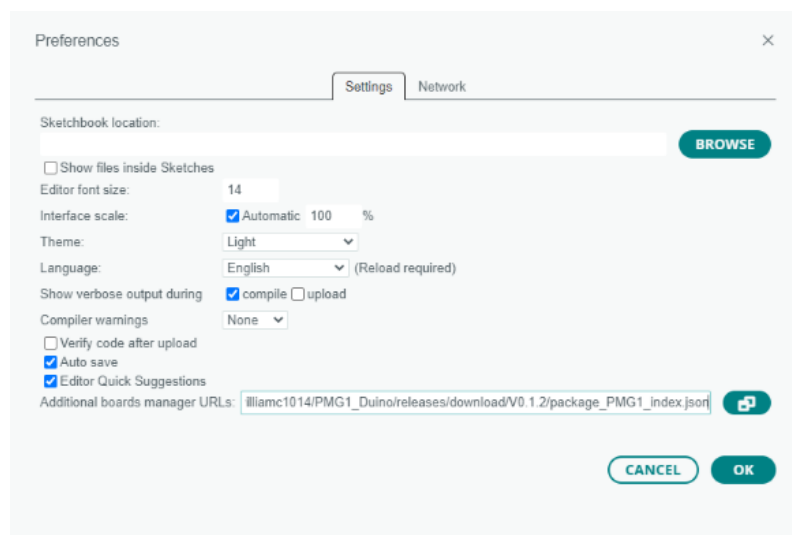 Preferences
Settings Network
Sketchbook location:
BROWSE
Show files inside Sketches
Editor font size: 14
Interface scale: Automatic 100 %
Theme: Light
Language: English (Reload required)
Show verbose output during compile upload
Compiler warnings None
Verify code after upload
Auto save
Editor Quick Suggestions
Additional boards manager URLs: illiamc1014/PMG1_Duino/releases/download/V0.1.2/package_PMG1_index.json
CANCEL OK